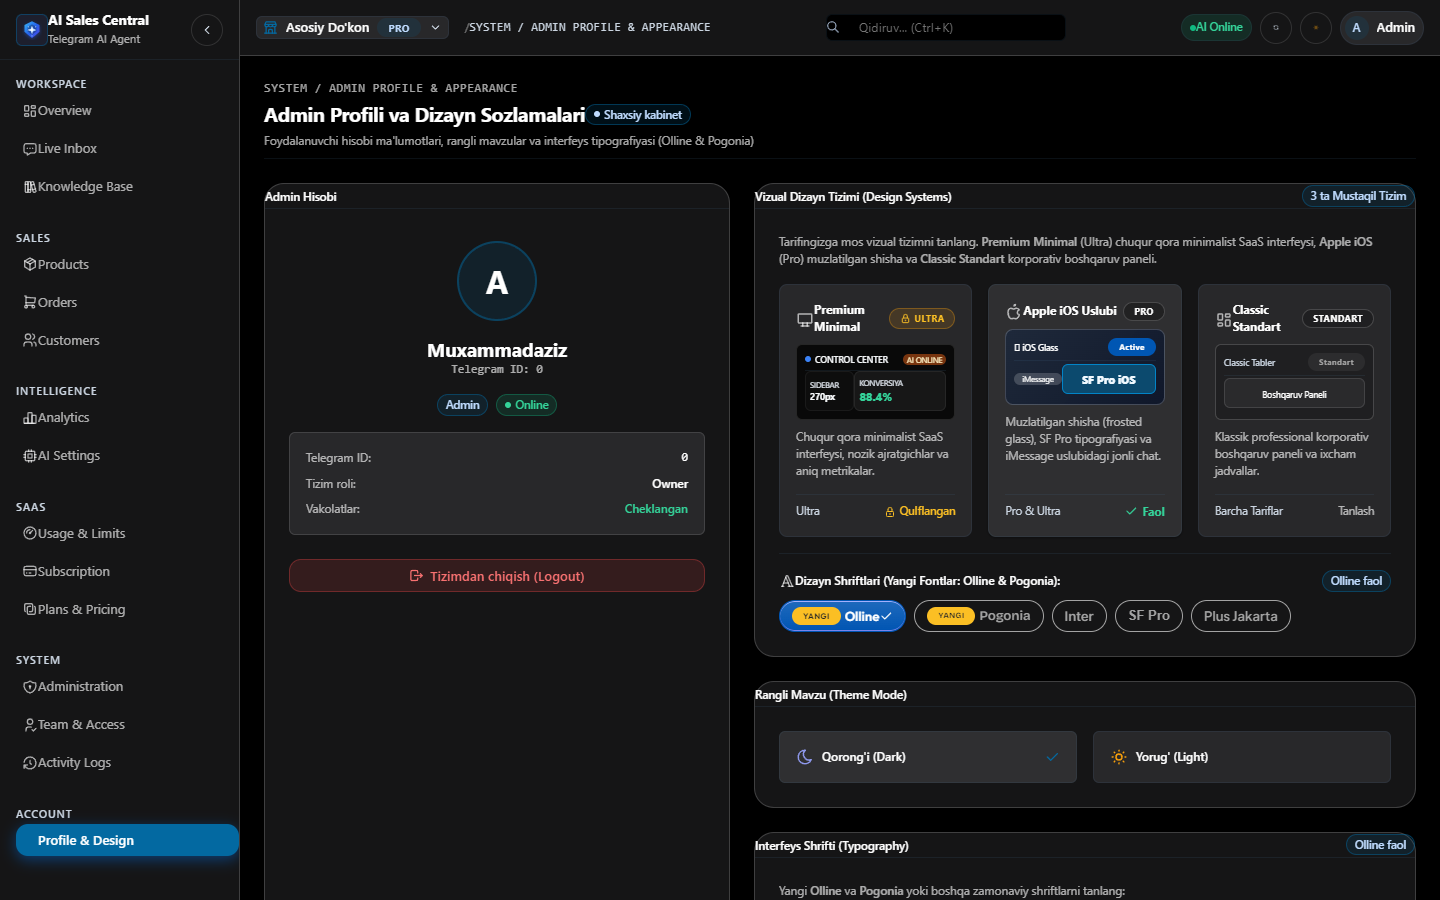 AI Sales Central
Telegram AI Agent
WORKSPACE
Overview
Live Inbox
Knowledge Base
SALES
Products
Orders
Customers
INTELLIGENCE
Analytics
AI Settings
SAAS
Usage & Limits
Subscription
Plans & Pricing
SYSTEM
Administration
Team & Access
Activity Logs
ACCOUNT
Profile & Design
Asosiy Do'kon PRO
/SYSTEM / ADMIN PROFILE & APPEARANCE
Qidiruv... (Ctrl+K)
AI Online
A Admin
SYSTEM / ADMIN PROFILE & APPEARANCE
Admin Profili va Dizayn Sozlamalari
Shaxsiy kabinet
Foydalanuvchi hisobi ma'lumotlari, rangli mavzular va interfeys tipografiyasi (Olline & Pogonia)
Admin Hisobi
A
Muxammadaziz
Telegram ID: 0
Admin
Online
Telegram ID: 0
Tizim roli: Owner
Vakolatlar: Cheklangan
Tizimdan chiqish (Logout)
Vizual Dizayn Tizimi (Design Systems)
3 ta Mustaqil Tizim
Tarifingizga mos vizual tizimni tanlang. Premium Minimal (Ultra) chuqur qora minimalist SaaS interfeysi, Apple iOS
(Pro) muzlatilgan shisha va Classic Standart korporativ boshqaruv paneli.
Premium
Minimal
ULTRA
CONTROL CENTER
AI ONLINE
SIDEBAR
270px
KONVERSIYA
88.4%
Chuqur qora minimalist SaaS
interfeysi, nozik ajratgichlar va
aniq metrikalar.
Ultra
Qulflangan
Apple iOS Uslubi
PRO
iOS Glass
Active
iMessage
SF Pro iOS
Muzlatilgan shisha (frosted
glass), SF Pro tipografiyasi va
iMessage uslubidagi jonli chat.
Pro & Ultra
Faol
Classic
Standart
STANDART
Classic Tabler
Standart
Boshqaruv Paneli
Klassik professional korporativ
boshqaruv paneli va ixcham
jadvallar.
Barcha Tariflar
Tanlash
Dizayn Shriftlari (Yangi Fontlar: Olline & Pogonia):
Olline faol
YANGI Olline
YANGI Pogonia
Inter
SF Pro
Plus Jakarta
Rangli Mavzu (Theme Mode)
Qorong'i (Dark)
Yorug' (Light)
Interfeys Shrifti (Typography)
Olline faol
Yangi Olline va Pogonia yoki boshqa zamonaviy shriftlarni tanlang: